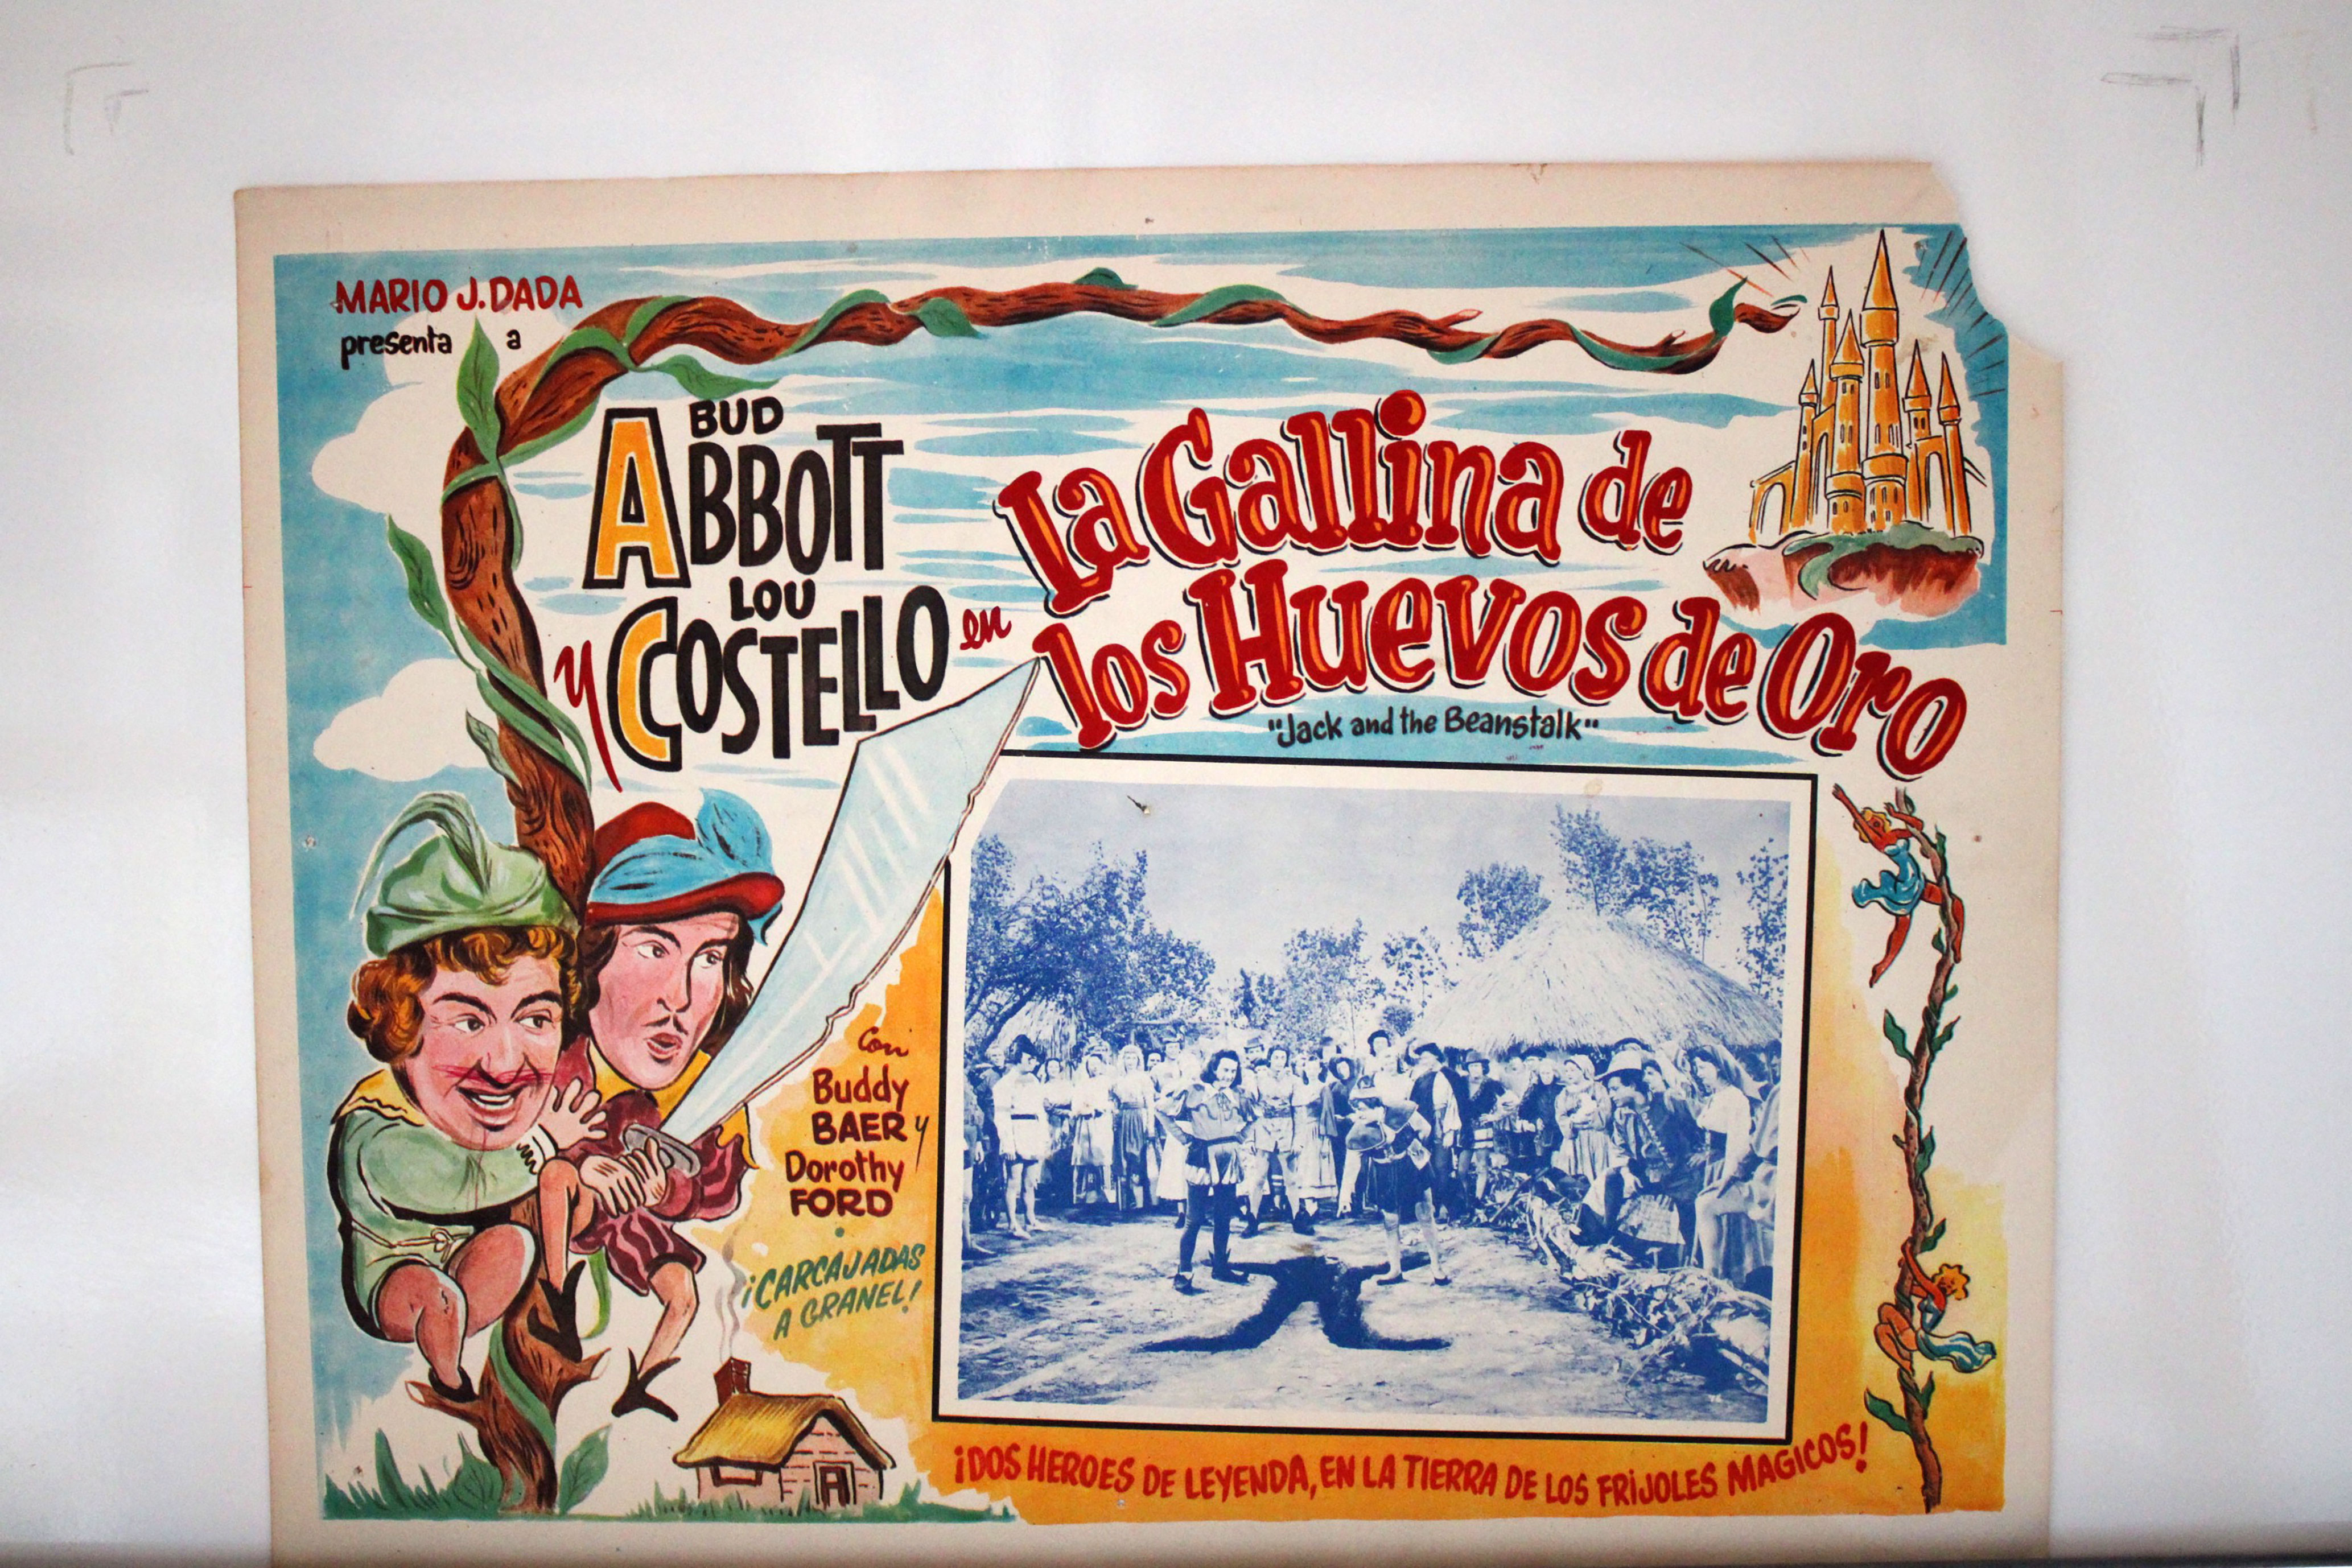 MARIO J. DADA
presenta a
BUD
ABBOTT
y LOU
COSTELLO en
La Gallina de
los Huevos de Oro
"Jack and the Beanstalk"
Con
Buddy
BAER y
Dorothy
FORD
¡CARCAJADAS
A GRANEL!
¡DOS HEROES DE LEYENDA, EN LA TIERRA DE LOS FRIJOLES MAGICOS!